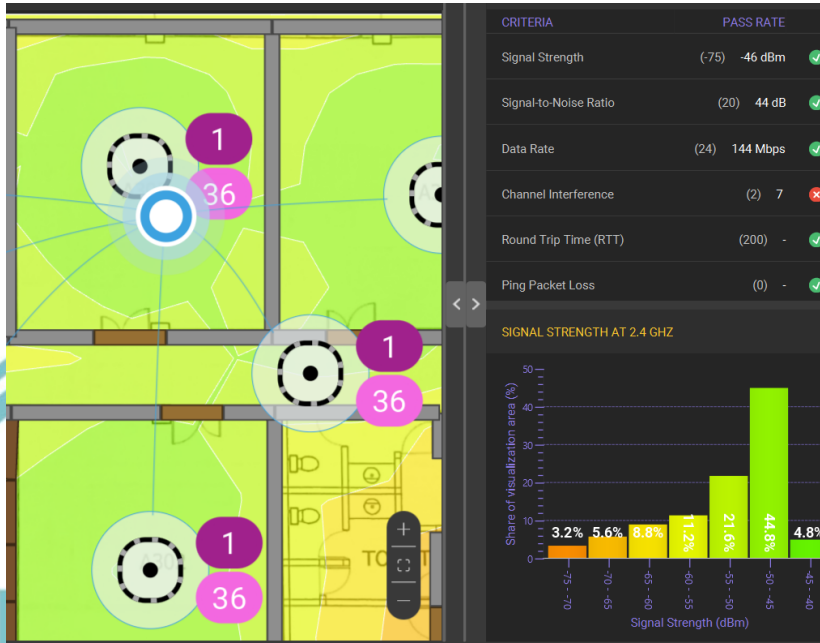 1
36
1
36
1
36
CRITERIA PASS RATE
Signal Strength (-75) -46 dBm
Signal-to-Noise Ratio (20) 44 dB
Data Rate (24) 144 Mbps
Channel Interference (2) 7
Round Trip Time (RTT) (200) -
Ping Packet Loss (0) -
SIGNAL STRENGTH AT 2.4 GHZ
Share of visualization area (%)
50
40
30
20
10
0
3.2% 5.6% 8.8% 11.2% 21.6% 44.8% 4.8%
-75 - -70
-70 - -65
-65 - -60
-60 - -55
-55 - -50
-50 - -45
-45 - -40
Signal Strength (dBm)